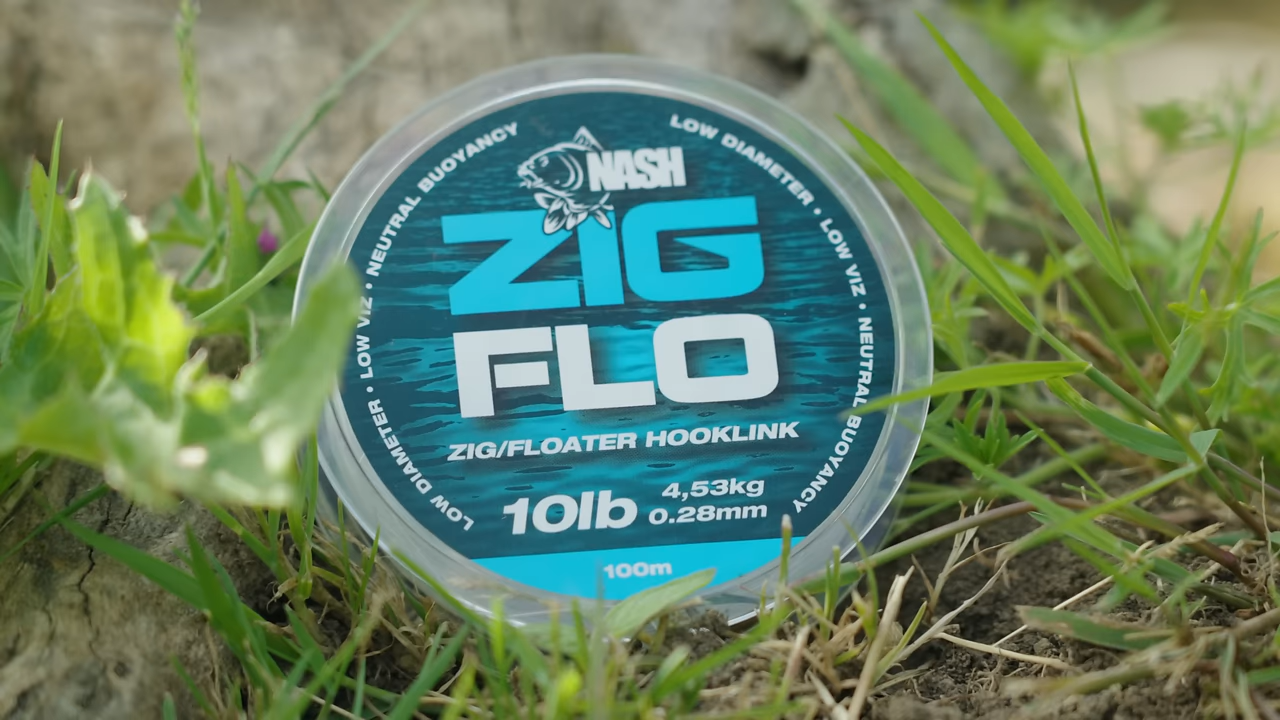 LOW DIAMETER • LOW VIZ • NEUTRAL BUOYANCY
LOW DIAMETER • LOW VIZ • NEUTRAL BUOYANCY
NASH
ZIG
FLO
ZIG/FLOATER HOOKLINK
10lb
4,53kg
0.28mm
100m